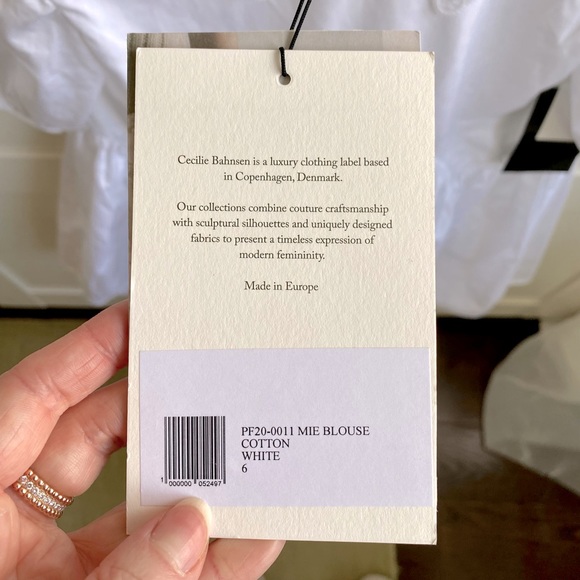 Cecilie Bahnsen is a luxury clothing label based
in Copenhagen, Denmark.
Our collections combine couture craftsmanship
with sculptural silhouettes and uniquely designed
fabrics to present a timeless expression of
modern femininity.
Made in Europe
PF20-0011 MIE BLOUSE
COTTON
WHITE
6
1 000000 052497